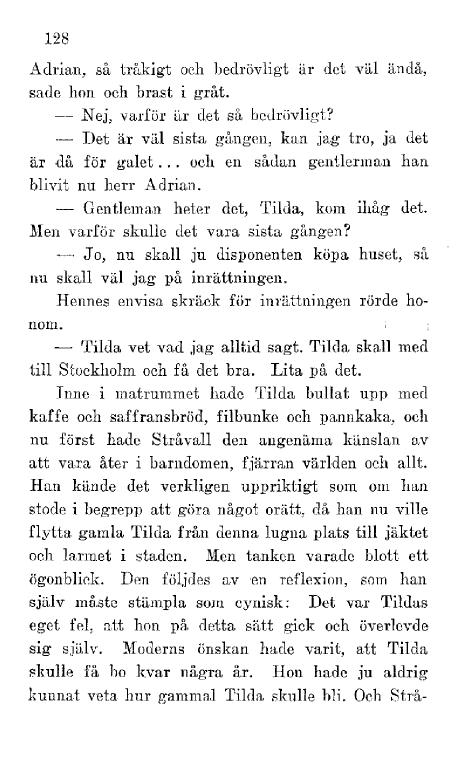 128
Adrian, så tråkigt och bedrövligt är det väl ändå,
sade hon och brast i gråt.
— Nej, varför är det så bedrövligt?
— Det är väl sista gången, kan jag tro, ja det
är då för galet... och en sådan gentlerman han
blivit nu herr Adrian.
— Gentleman heter det, Tilda, kom ihåg det.
Men varför skulle det vara sista gången?
— Jo, nu skall ju disponenten köpa huset, så
nu skall väl jag på inrättningen.
Hennes envisa skräck för inrättningen rörde ho-
nom.
— Tilda vet vad jag alltid sagt. Tilda skall med
till Stockholm och få det bra. Lita på det.
Inne i matrummet hade Tilda bullat upp med
kaffe och saffransbröd, filbunke och pannkaka, och
nu först hade Stråvall den angenäma känslan av
att vara åter i barndomen, fjärran världen och allt.
Han kände det verkligen uppriktigt som om han
stode i begrepp att göra något orätt, då han nu ville
flytta gamla Tilda från denna lugna plats till jäktet
och larmet i staden. Men tanken varade blott ett
ögonblick. Den följdes av en reflexion, som han
själv måste stämpla som cynisk: Det var Tildas
eget fel, att hon på detta sätt gick och överlevde
sig själv. Moderns önskan hade varit, att Tilda
skulle få bo kvar några år. Hon hade ju aldrig
kunnat veta hur gammal Tilda skulle bli. Och Strå-